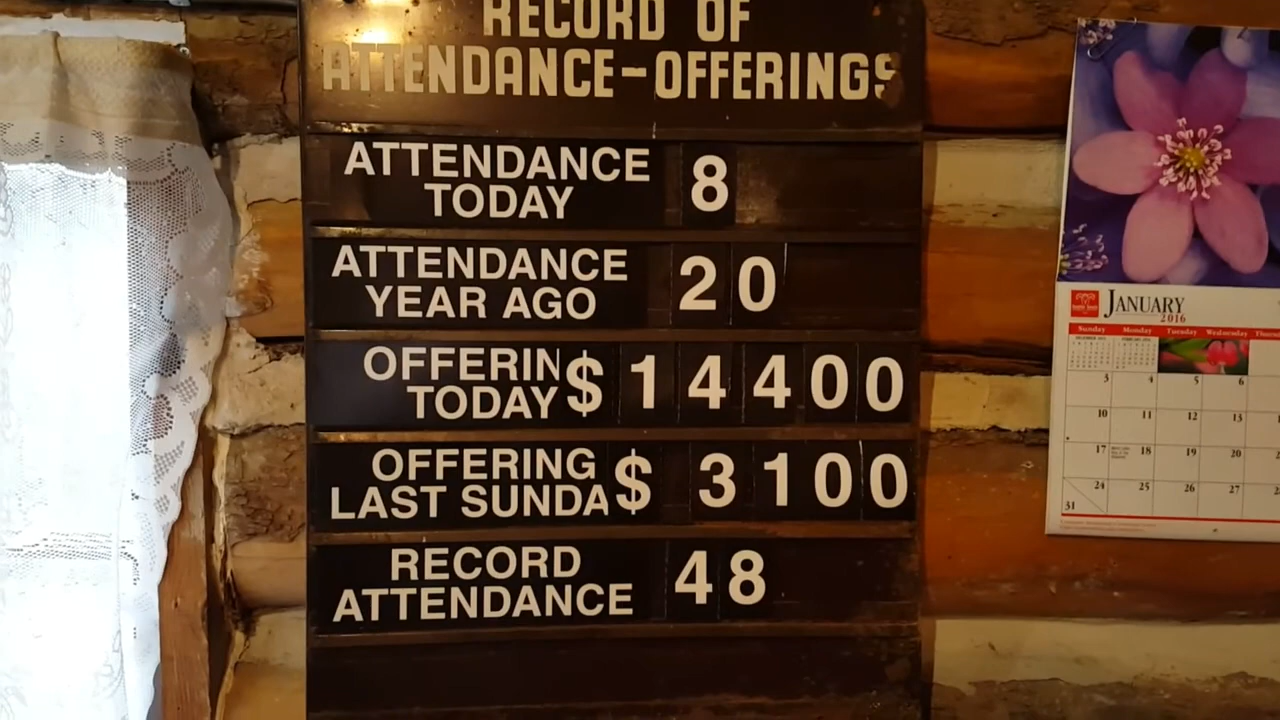 RECORD OF
ATTENDANCE-OFFERINGS
ATTENDANCE TODAY 8
ATTENDANCE YEAR AGO 20
OFFERIN TODAY $ 14400
OFFERING LAST SUNDA $ 3100
RECORD ATTENDANCE 48
JANUARY
2016
Sunday Monday Tuesday Wednesday
3 4 5 6
10 11 12 13
17 18 19 20
24 25 26 27
31